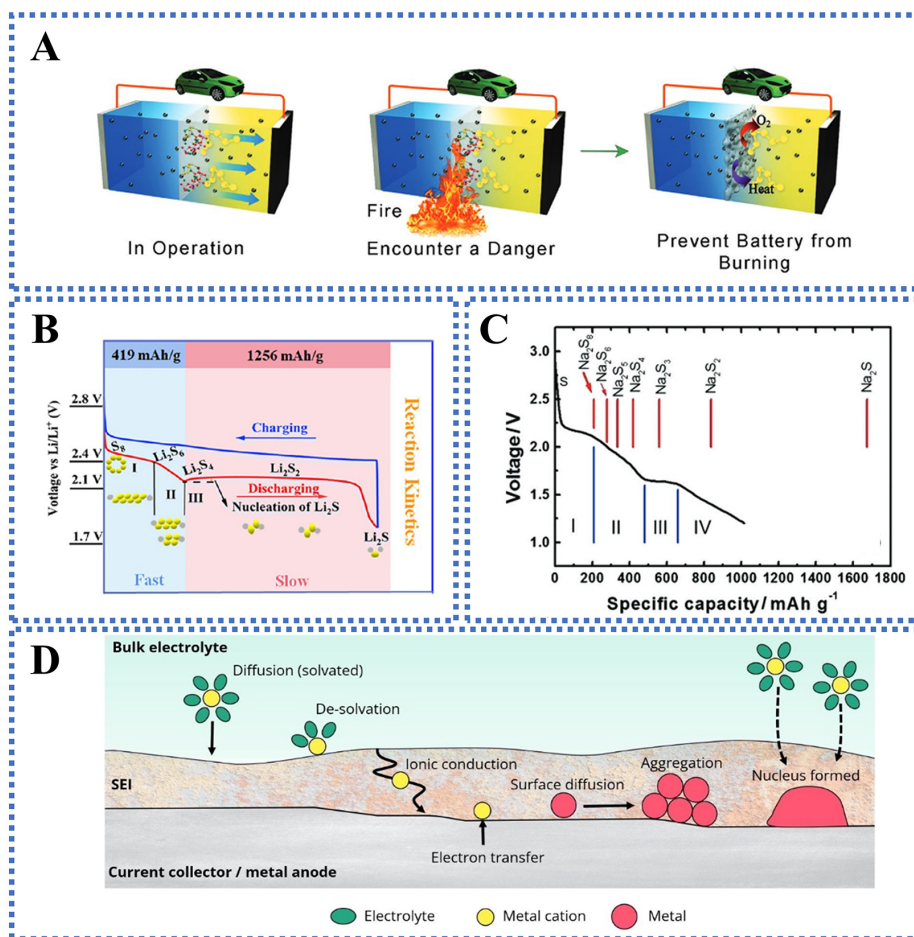 A
In Operation
Fire
Encounter a Danger
O₂
Heat
Prevent Battery from
Burning
B
419 mAh/g
1256 mAh/g
Votlage vs Li/Li⁺ (V)
2.8 V
2.4 V
2.1 V
1.7 V
Charging
S₈
I
Li₂S₆
Li₂S₄
Li₂S₂
II
III
Discharging
Nucleation of Li₂S
Li₂S
Fast
Slow
Reaction Kinetics
C
Voltage / V
3.0
2.5
2.0
1.5
1.0
S
Na₂S₈
Na₂S₆
Na₂S₅
Na₂S₄
Na₂S₃
Na₂S₂
Na₂S
I
II
III
IV
0 200 400 600 800 1000 1200 1400 1600 1800
Specific capacity / mAh g⁻¹
D
Bulk electrolyte
Diffusion (solvated)
De-solvation
SEI
Ionic conduction
Surface diffusion
Aggregation
Nucleus formed
Electron transfer
Current collector / metal anode
Electrolyte
Metal cation
Metal